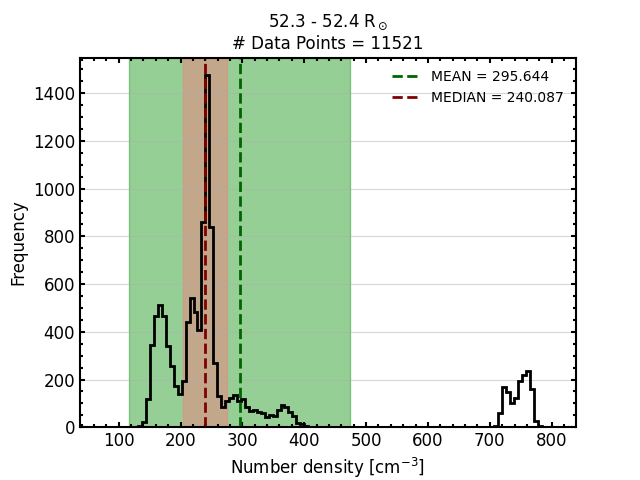 52.3 - 52.4 R⊙
# Data Points = 11521
MEAN = 295.644
MEDIAN = 240.087
Frequency
1400
1200
1000
800
600
400
200
0
100 200 300 400 500 600 700 800
Number density [cm⁻³]